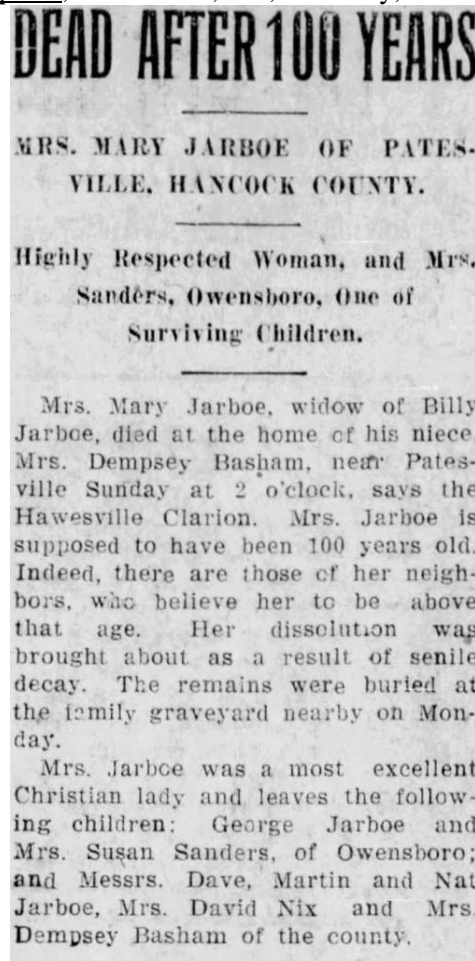 DEAD AFTER 100 YEARS
MRS. MARY JARBOE OF PATES-
VILLE, HANCOCK COUNTY.
Highly Respected Woman, and Mrs.
Sanders, Owensboro, One of
Surviving Children.
Mrs. Mary Jarboe, widow of Billy
Jarboe, died at the home of his niece
Mrs. Dempsey Basham, near Pates-
ville Sunday at 2 o'clock, says the
Hawesville Clarion. Mrs. Jarboe is
supposed to have been 100 years old.
Indeed, there are those of her neigh-
bors, who believe her to be above
that age. Her dissolution was
brought about as a result of senile
decay. The remains were buried at
the family graveyard nearby on Mon-
day.
Mrs. Jarboe was a most excellent
Christian lady and leaves the follow-
ing children: George Jarboe and
Mrs. Susan Sanders, of Owensboro;
and Messrs. Dave, Martin and Nat
Jarboe, Mrs. David Nix and Mrs.
Dempsey Basham of the county.